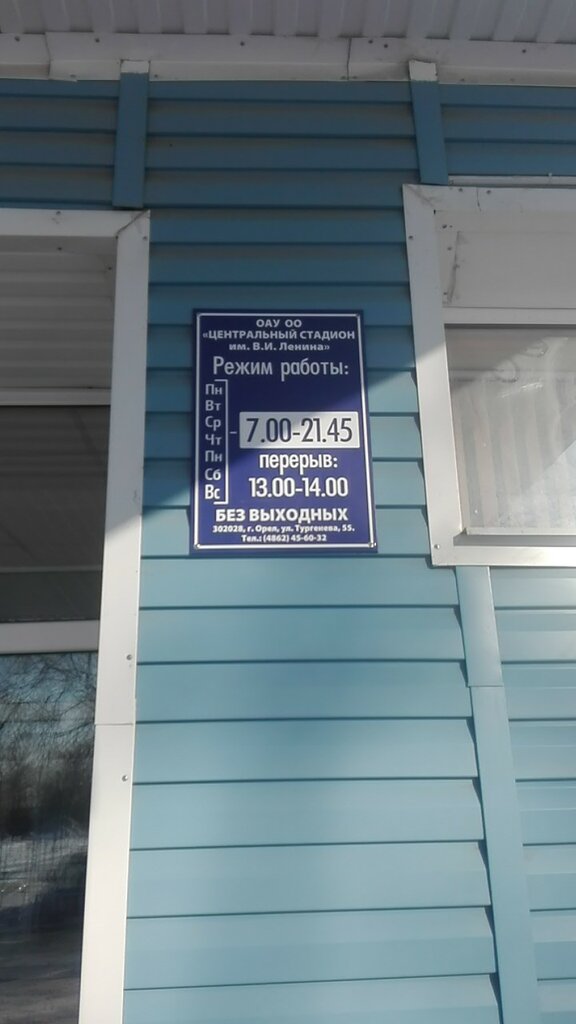 ОАУ ОО
«ЦЕНТРАЛЬНЫЙ СТАДИОН
им. В.И. Ленина»
Режим работы:
Пн
Вт
Ср
Чт
Пн
Сб
Вс
- 7.00-21.45
перерыв:
13.00-14.00
БЕЗ ВЫХОДНЫХ
302028, г. Орел, ул. Тургенева, 55.
Тел.: (4862) 45-60-32